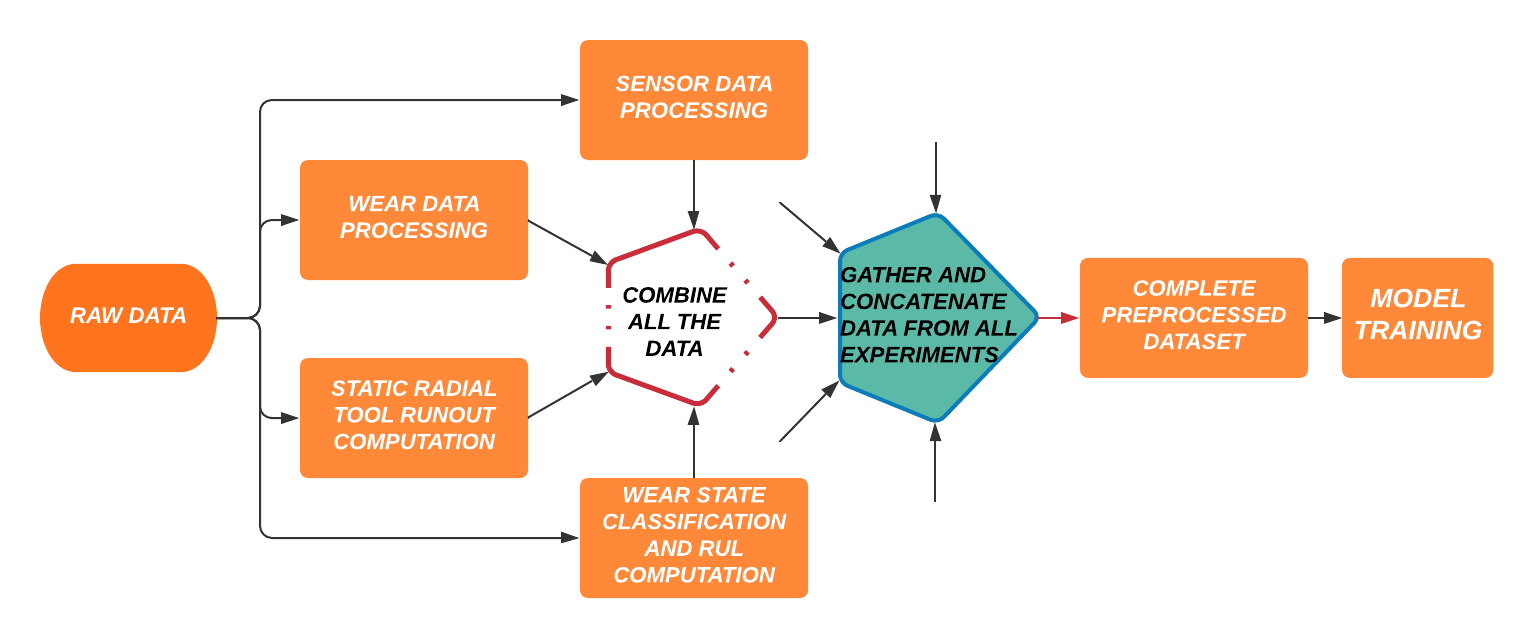 SENSOR DATA
PROCESSING
WEAR DATA
PROCESSING
RAW DATA
STATIC RADIAL
TOOL RUNOUT
COMPUTATION
WEAR STATE
CLASSIFICATION
AND RUL
COMPUTATION
COMBINE
ALL THE
DATA
GATHER AND
CONCATENATE
DATA FROM ALL
EXPERIMENTS
COMPLETE
PREPROCESSED
DATASET
MODEL
TRAINING